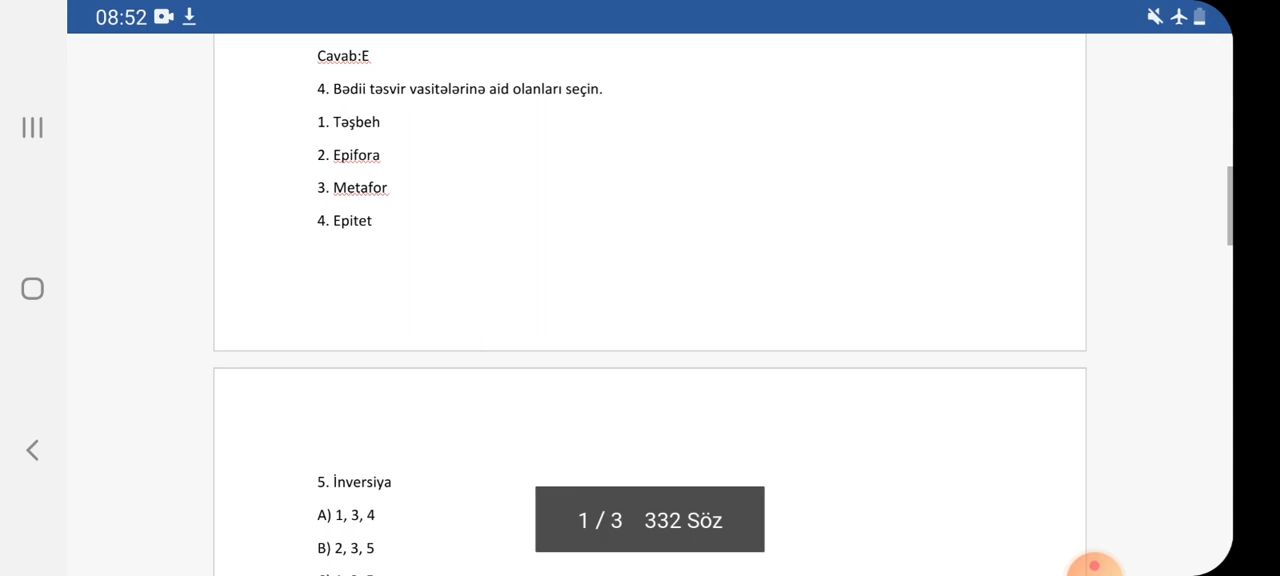 08:52
Cavab:E
4. Bədii təsvir vasitələrinə aid olanları seçin.
1. Təşbeh
2. Epifora
3. Metafor
4. Epitet
5. İnversiya
A) 1, 3, 4
B) 2, 3, 5
1 / 3 332 Söz